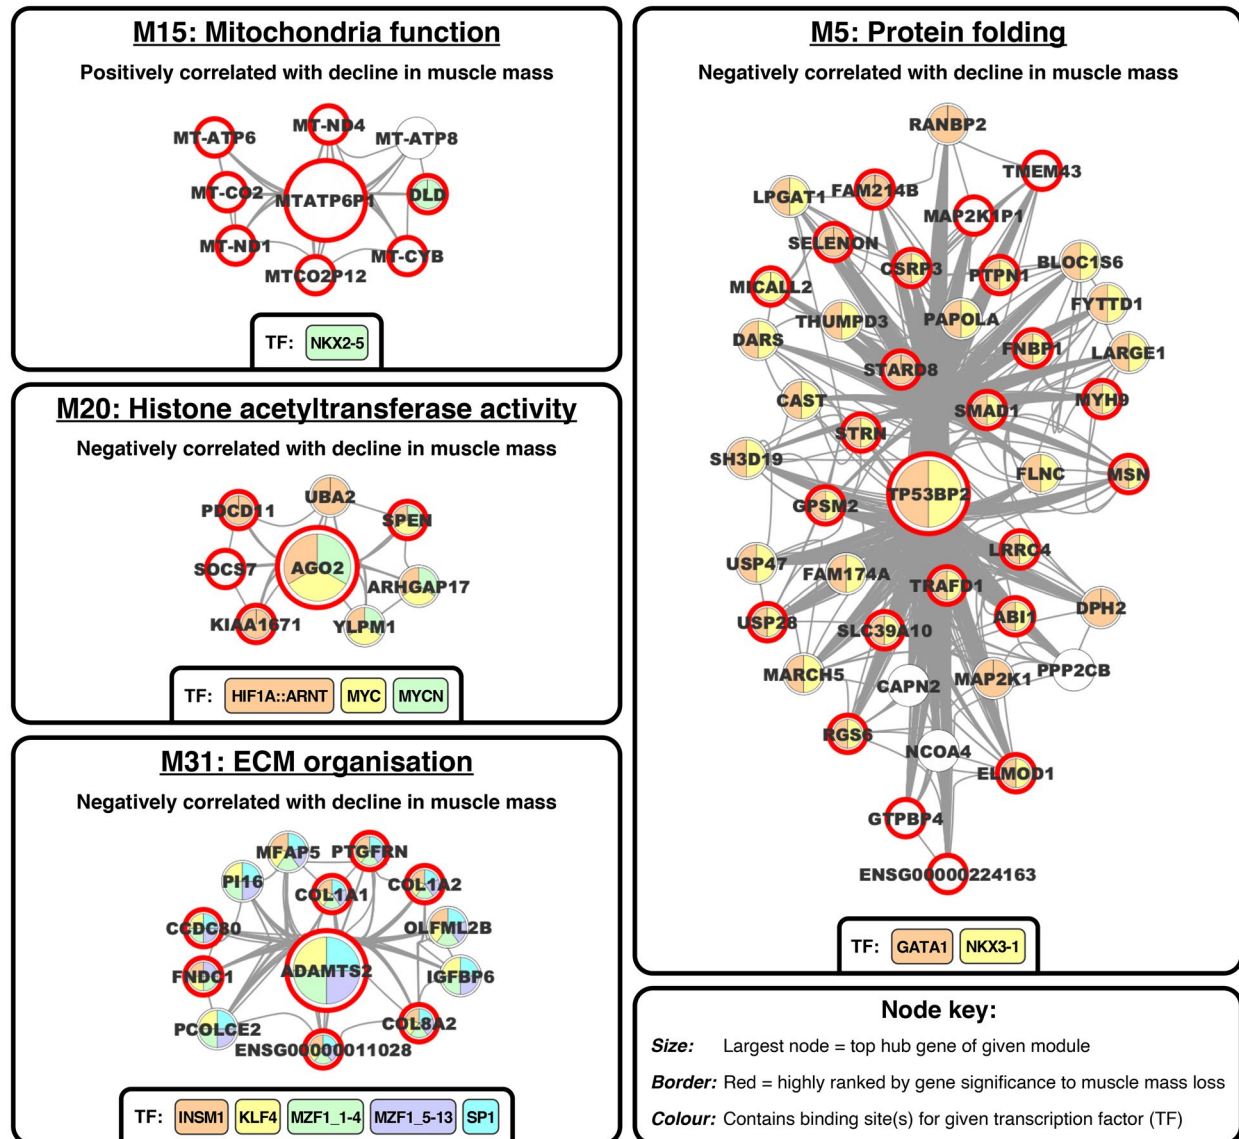 M15: Mitochondria function
Positively correlated with decline in muscle mass
MT-ND4
MT-ATP6
MT-ATP8
MT-CO2
DLD
MTATP6P1
MT-ND1
MT-CYB
MTCO2P12
TF: NKX2-5
M20: Histone acetyltransferase activity
Negatively correlated with decline in muscle mass
UBA2
PDCD11
SPEN
SOCS7
AGO2
ARHGAP17
KIAA1671
YLPM1
TF: HIF1A::ARNT MYC MYCN
M31: ECM organisation
Negatively correlated with decline in muscle mass
MFAP5
PTGFRN
PI16
COL1A1
COL1A2
CCDC80
OLFML2B
ADAMTS2
FNDC1
IGFBP6
PCOLCE2
COL8A2
ENSG00000011028
TF: INSM1 KLF4 MZF1_1-4 MZF1_5-13 SP1
M5: Protein folding
Negatively correlated with decline in muscle mass
RANBP2
TMEM43
LPGAT1
FAM214B
MAP2K1P1
SELENON
CSRP3
PTPN1
BLOC1S6
MICALL2
FYTTD1
THUMPD3
PAPOLA
DARS
FNBP1
LARGE1
STARD8
CAST
SMAD1
MYH9
STRN
SH3D19
FLNC
MSN
TP53BP2
GPSM2
LRRC4
USP47
FAM174A
TRAFD1
DPH2
USP28
SLC39A10
ABI1
MARCH5
CAPN2
MAP2K1
PPP2CB
RGS6
NCOA4
ELMOD1
GTPBP4
ENSG00000224163
TF: GATA1 NKX3-1
Node key:
Size: Largest node = top hub gene of given module
Border: Red = highly ranked by gene significance to muscle mass loss
Colour: Contains binding site(s) for given transcription factor (TF)